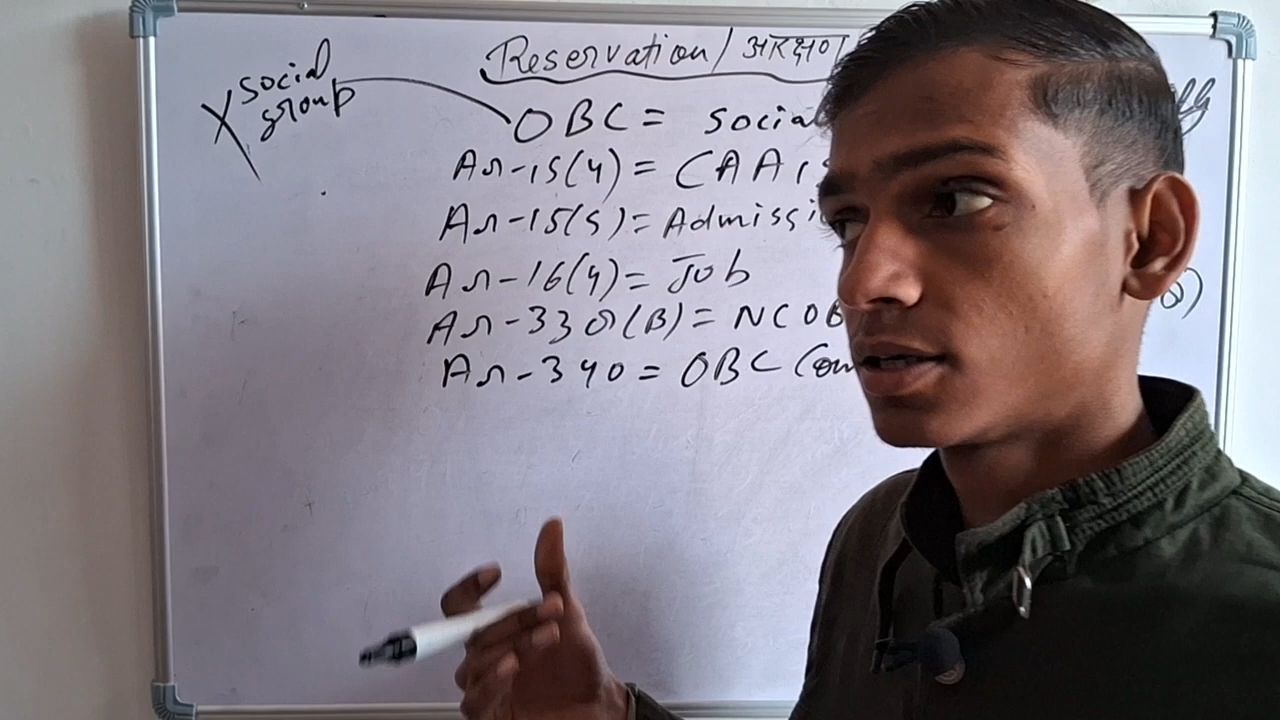 Reservation/आरक्षण
X social group
OBC = social
Ar-15(4) = CAA
Ar-15(5) = Admissi
Ar-16(4) = Job
Ar-338(B) = NCOB
Ar-340 = OBC Com